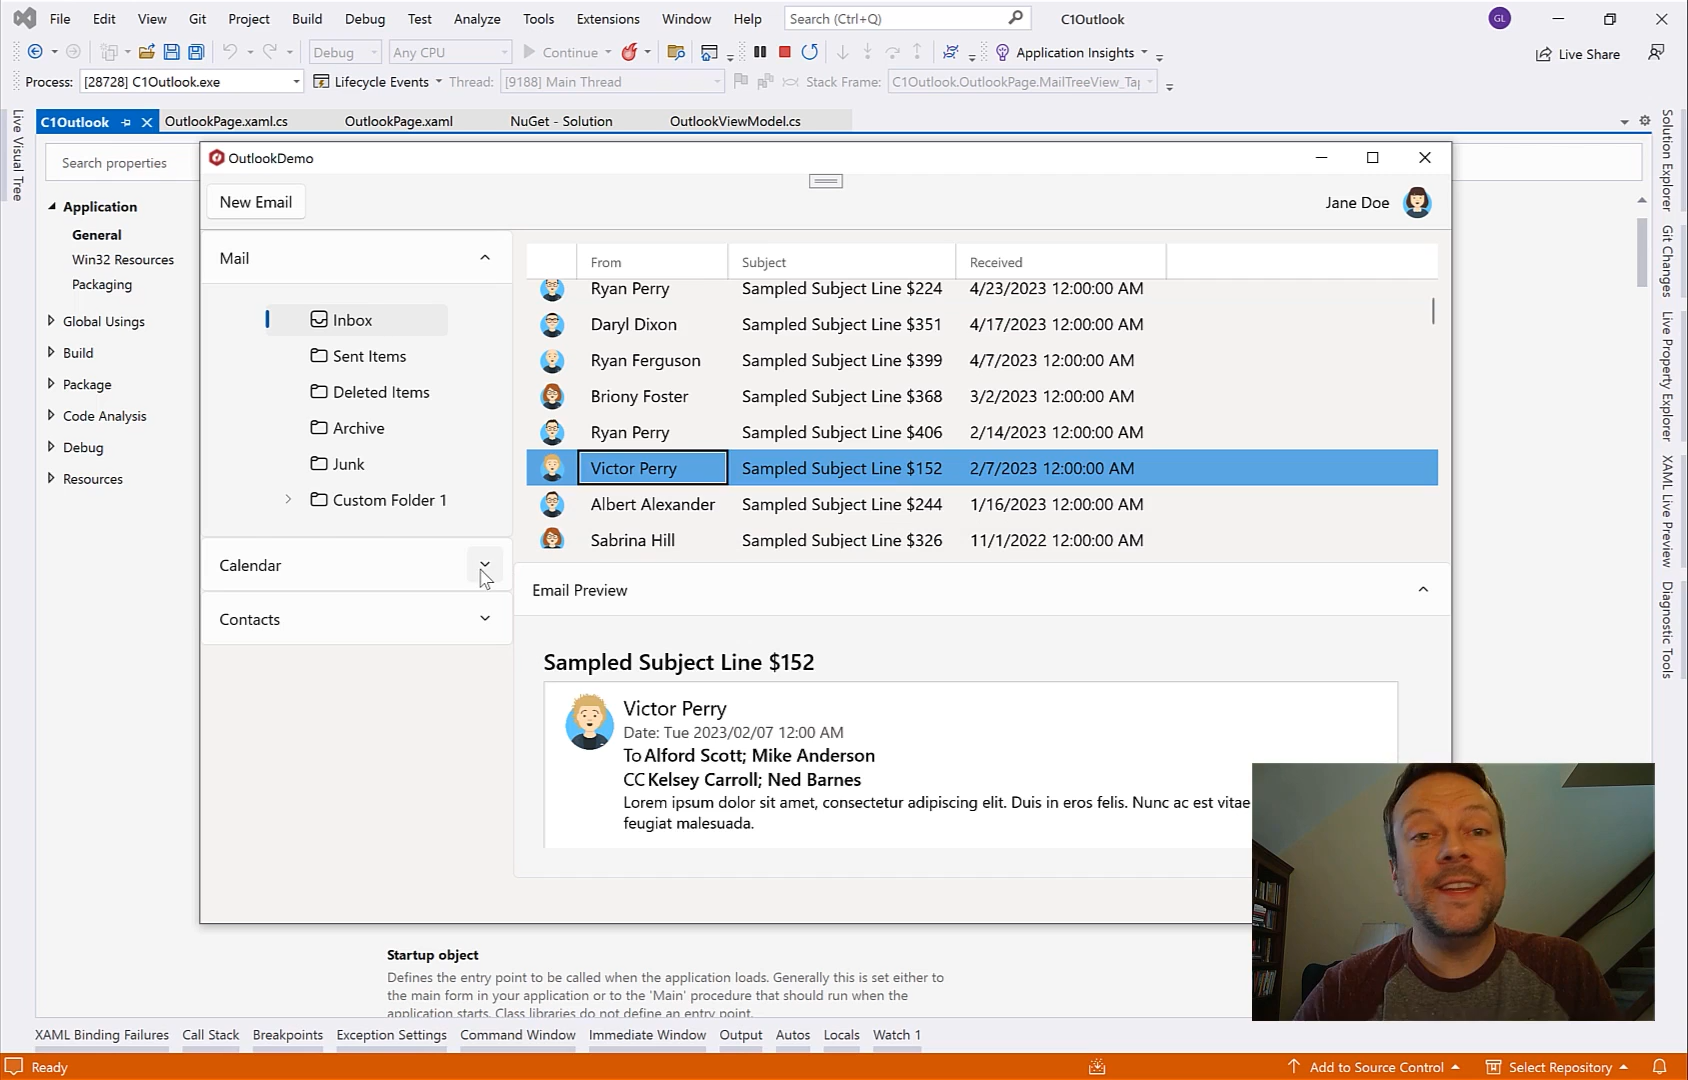 File Edit View Git Project Build Debug Test Analyze Tools Extensions Window Help Search (Ctrl+Q) C1Outlook GL
Debug Any CPU Continue Application Insights Live Share
Process: [28728] C1Outlook.exe Lifecycle Events Thread: [9188] Main Thread Stack Frame: C1Outlook.OutlookPage.MailTreeView_Tap
C1Outlook OutlookPage.xaml.cs OutlookPage.xaml NuGet - Solution OutlookViewModel.cs
Live Visual Tree
Search properties
Application
General
Win32 Resources
Packaging
Global Usings
Build
Package
Code Analysis
Debug
Resources
OutlookDemo
New Email
Jane Doe
Mail
Inbox
Sent Items
Deleted Items
Archive
Junk
Custom Folder 1
Calendar
Contacts
From Subject Received
Ryan Perry Sampled Subject Line $224 4/23/2023 12:00:00 AM
Daryl Dixon Sampled Subject Line $351 4/17/2023 12:00:00 AM
Ryan Ferguson Sampled Subject Line $399 4/7/2023 12:00:00 AM
Briony Foster Sampled Subject Line $368 3/2/2023 12:00:00 AM
Ryan Perry Sampled Subject Line $406 2/14/2023 12:00:00 AM
Victor Perry Sampled Subject Line $152 2/7/2023 12:00:00 AM
Albert Alexander Sampled Subject Line $244 1/16/2023 12:00:00 AM
Sabrina Hill Sampled Subject Line $326 11/1/2022 12:00:00 AM
Email Preview
Sampled Subject Line $152
Victor Perry
Date: Tue 2023/02/07 12:00 AM
To Alford Scott; Mike Anderson
CC Kelsey Carroll; Ned Barnes
Lorem ipsum dolor sit amet, consectetur adipiscing elit. Duis in eros felis. Nunc ac est vitae
feugiat malesuada.
Startup object
Defines the entry point to be called when the application loads. Generally this is set either to
the main form in your application or to the 'Main' procedure that should run when the
application starts. Class libraries do not define an entry point.
Solution Explorer
Git Changes
Live Property Explorer
XAML Live Preview
Diagnostic Tools
XAML Binding Failures Call Stack Breakpoints Exception Settings Command Window Immediate Window Output Autos Locals Watch 1
Ready Add to Source Control Select Repository